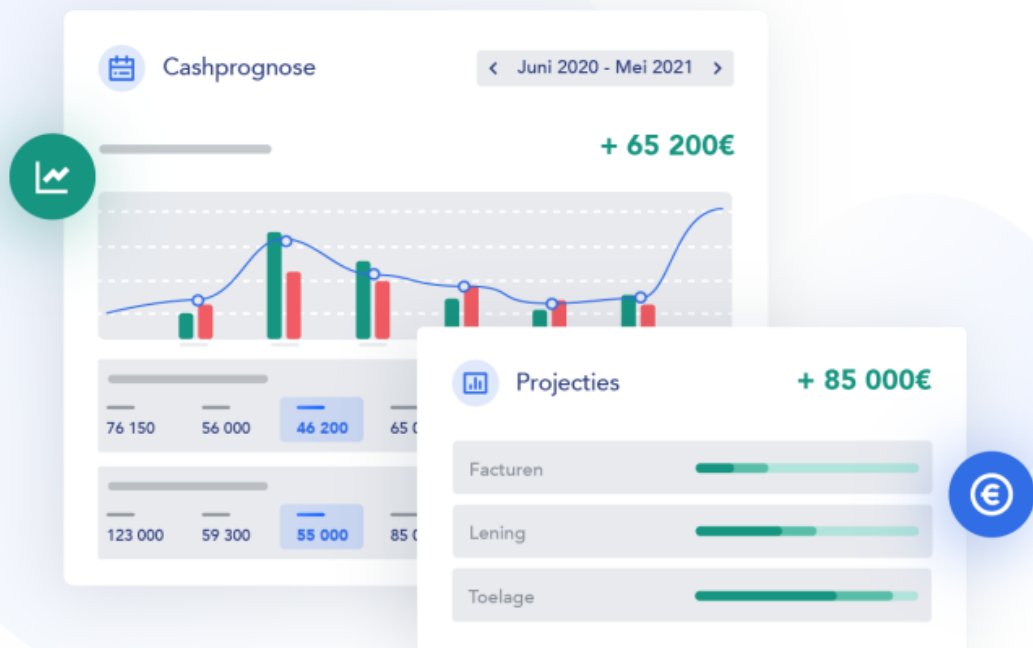 Cashprognose
Juni 2020 - Mei 2021
+ 65 200€
76 150 56 000 46 200
123 000 59 300 55 000
Projecties
+ 85 000€
Facturen
Lening
Toelage